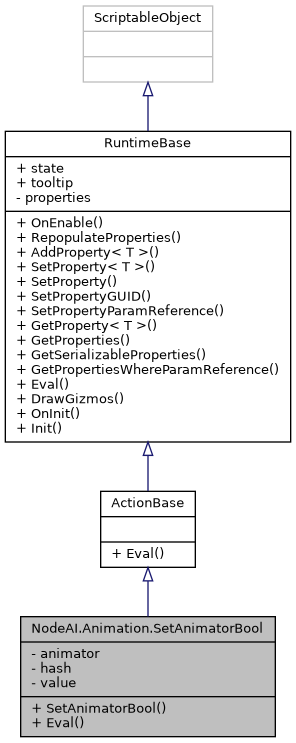 ScriptableObject
RuntimeBase
+ state
+ tooltip
- properties
+ OnEnable()
+ RepopulateProperties()
+ AddProperty< T >()
+ SetProperty< T >()
+ SetProperty()
+ SetPropertyGUID()
+ SetPropertyParamReference()
+ GetProperty< T >()
+ GetProperties()
+ GetSerializableProperties()
+ GetPropertiesWhereParamReference()
+ Eval()
+ DrawGizmos()
+ OnInit()
+ Init()
ActionBase
+ Eval()
NodeAI.Animation.SetAnimatorBool
- animator
- hash
- value
+ SetAnimatorBool()
+ Eval()